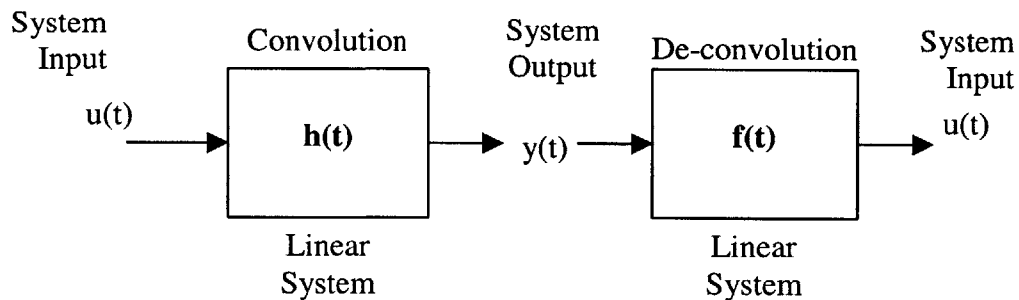 System
Input
u(t)
Convolution
h(t)
Linear
System
System
Output
y(t)
De-convolution
f(t)
Linear
System
System
Input
u(t)